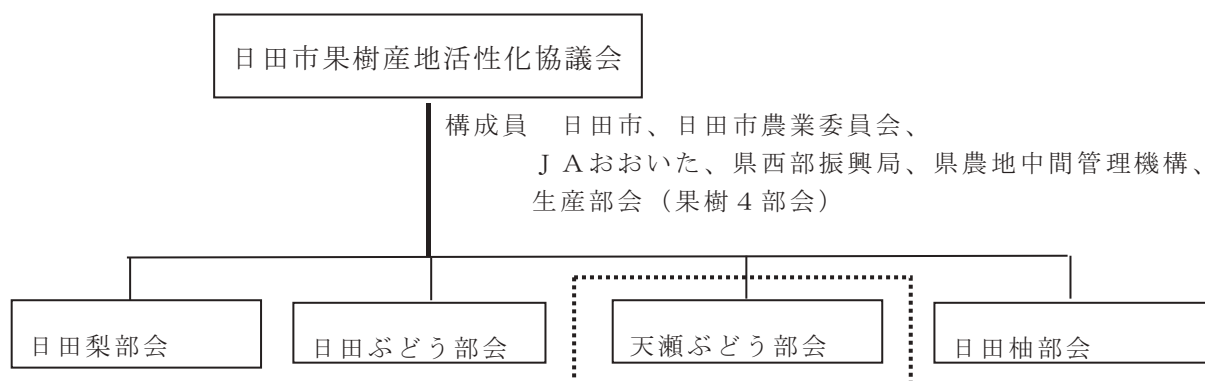 日田市果樹産地活性化協議会
構成員　日田市、日田市農業委員会、
ＪＡおおいた、県西部振興局、県農地中間管理機構、
生産部会（果樹４部会）
日田梨部会
日田ぶどう部会
天瀬ぶどう部会
日田柚部会